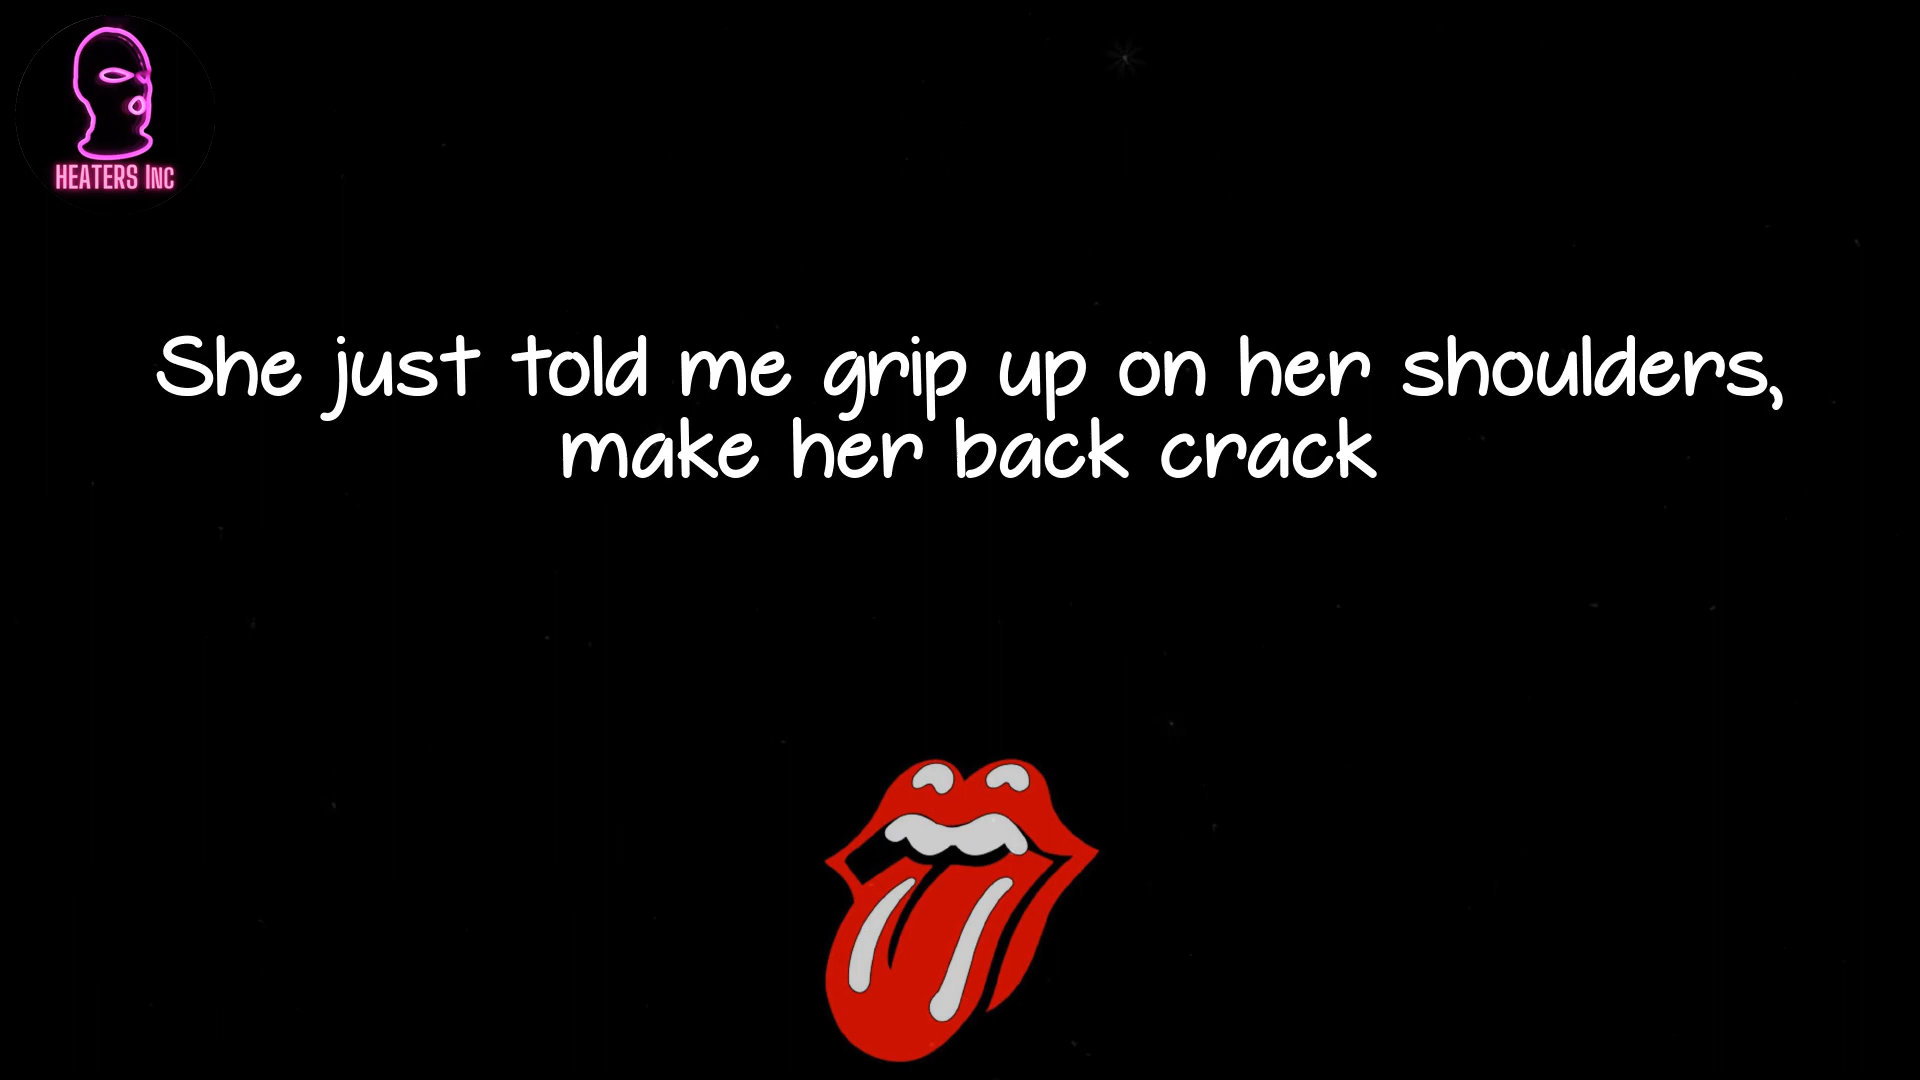 HEATERS INC
She just told me grip up on her shoulders,
make her back crack